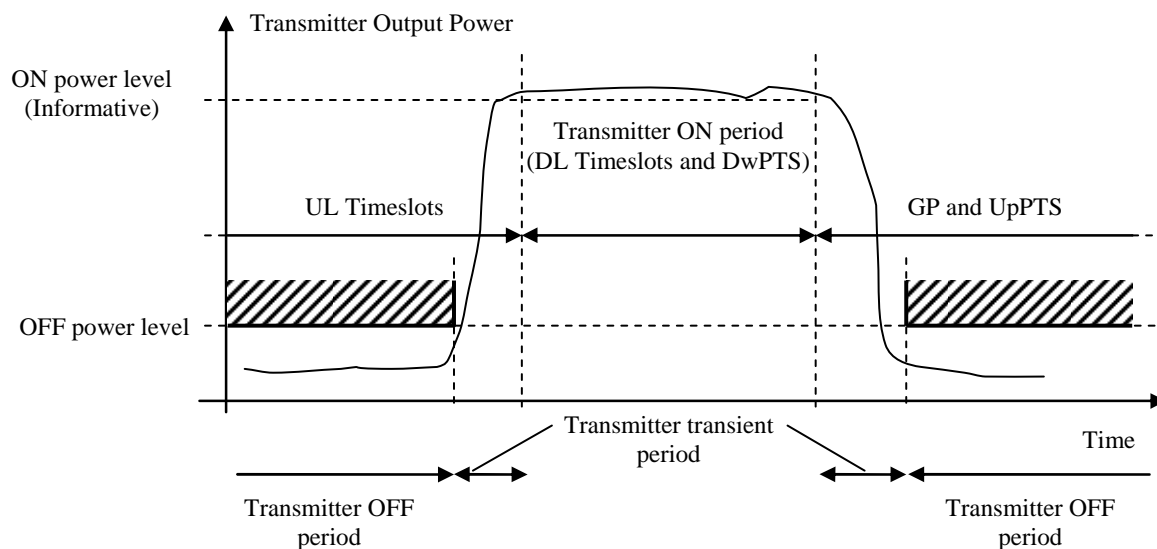 Transmitter Output Power
ON power level
(Informative)
Transmitter ON period
(DL Timeslots and DwPTS)
UL Timeslots
GP and UpPTS
OFF power level
Transmitter transient
period
Time
Transmitter OFF
period
Transmitter OFF
period